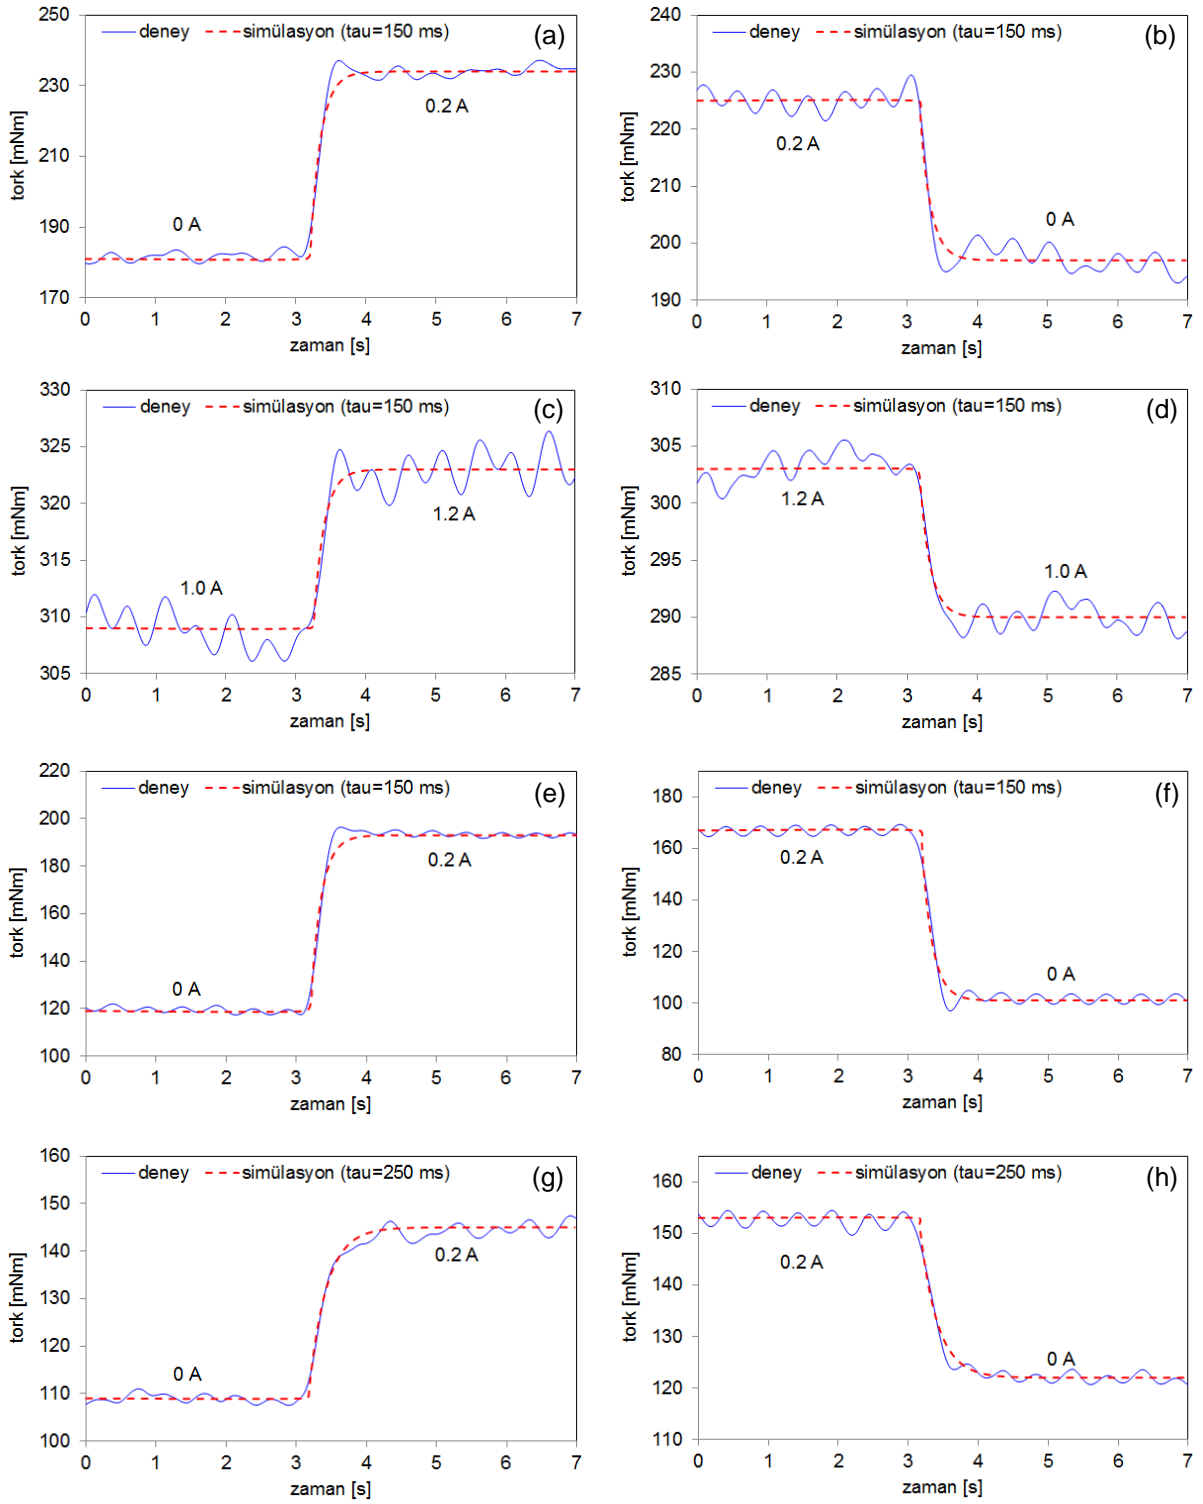 250
deney
simülasyon (tau=150 ms)
(a)
230
0.2 A
210
tork [mNm]
190
0 A
170
0 1 2 3 4 5 6 7
zaman [s]
240
deney
simülasyon (tau=150 ms)
(b)
230
220
0.2 A
tork [mNm]
210
0 A
200
190
0 1 2 3 4 5 6 7
zaman [s]
330
deney
simülasyon (tau=150 ms)
(c)
325
320
1.2 A
tork [mNm]
315
1.0 A
310
305
0 1 2 3 4 5 6 7
zaman [s]
310
deney
simülasyon (tau=150 ms)
(d)
305
1.2 A
300
tork [mNm]
295
1.0 A
290
285
0 1 2 3 4 5 6 7
zaman [s]
220
deney
simülasyon (tau=150 ms)
(e)
200
0.2 A
180
tork [mNm]
160
140
0 A
120
100
0 1 2 3 4 5 6 7
zaman [s]
deney
simülasyon (tau=150 ms)
(f)
180
160
0.2 A
140
tork [mNm]
120
0 A
100
80
0 1 2 3 4 5 6 7
zaman [s]
160
deney
simülasyon (tau=250 ms)
(g)
150
140
0.2 A
tork [mNm]
130
120
0 A
110
100
0 1 2 3 4 5 6 7
zaman [s]
160
deney
simülasyon (tau=250 ms)
(h)
150
0.2 A
140
tork [mNm]
130
0 A
120
110
0 1 2 3 4 5 6 7
zaman [s]